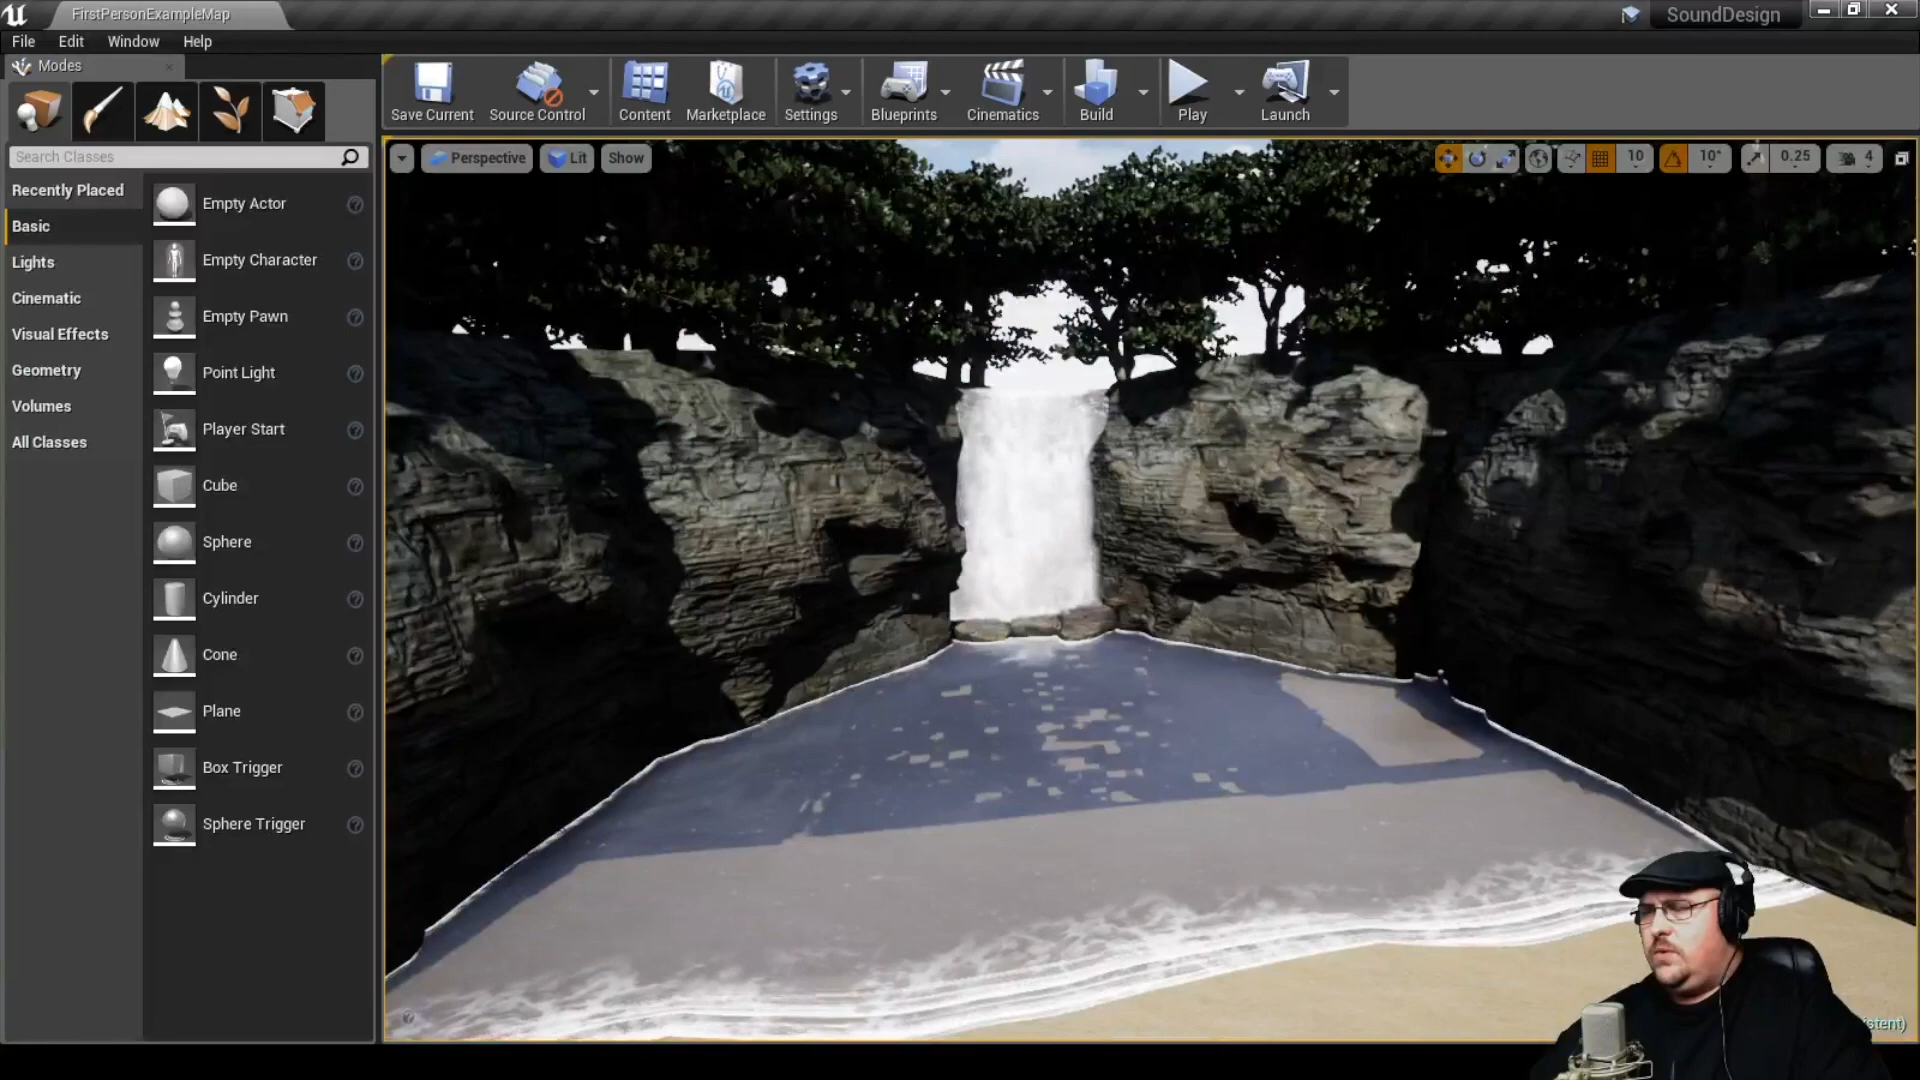 FirstPersonExampleMap
SoundDesign
File Edit Window Help
Modes
Save Current Source Control Content Marketplace Settings Blueprints Cinematics Build Play Launch
Search Classes
Perspective Lit Show 10 10° 0.25 4
Recently Placed
Basic
Lights
Cinematic
Visual Effects
Geometry
Volumes
All Classes
Empty Actor
Empty Character
Empty Pawn
Point Light
Player Start
Cube
Sphere
Cylinder
Cone
Plane
Box Trigger
Sphere Trigger
istent)